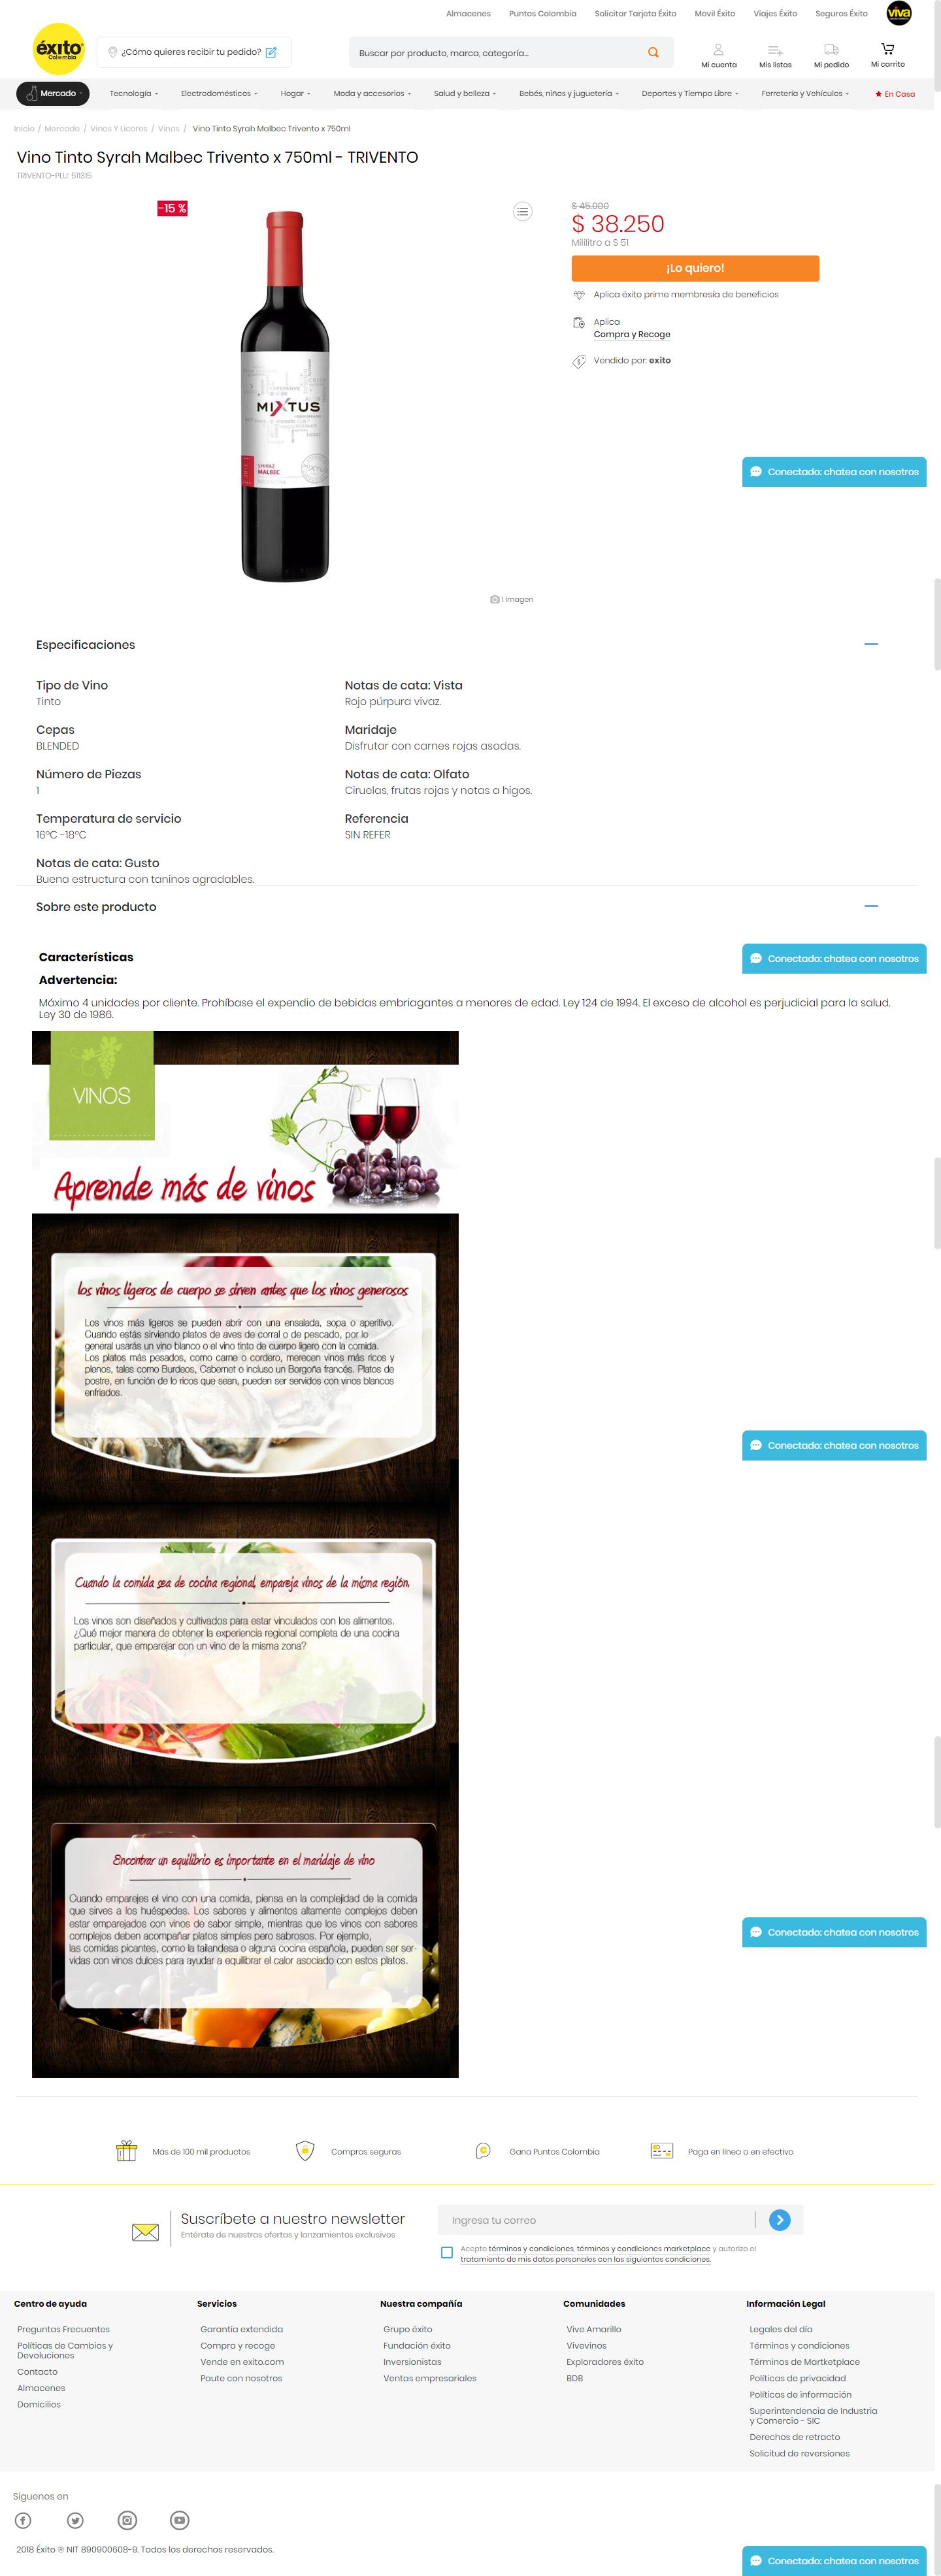 Almacenes Puntos Colombia Solicitar Tarjeta Éxito Movil Éxito Viajes Éxito Seguros Éxito viva
éxito
Colombia
¿Cómo quieres recibir tu pedido?
Buscar por producto, marca, categoría...
Mi cuenta Mis listas Mi pedido Mi carrito
Mercado Tecnología Electrodomésticos Hogar Moda y accesorios Salud y belleza Bebés, niños y juguetería Deportes y Tiempo Libre Ferretería y Vehículos En Casa
Inicio / Mercado / Vinos Y Licores / Vinos / Vino Tinto Syrah Malbec Trivento x 750ml
Vino Tinto Syrah Malbec Trivento x 750ml - TRIVENTO
TRIVENTO-PLU: 511315
-15 %
$ 45.000
$ 38.250
Mililitro a $ 51
¡Lo quiero!
Aplica éxito prime membresía de beneficios
Aplica
Compra y Recoge
Vendido por: exito
MIXTUS
SHIRAZ
MALBEC
Conectado: chatea con nosotros
1 Imagen
Especificaciones
Tipo de Vino
Tinto
Notas de cata: Vista
Rojo púrpura vivaz.
Cepas
BLENDED
Maridaje
Disfrutar con carnes rojas asadas.
Número de Piezas
1
Notas de cata: Olfato
Ciruelas, frutas rojas y notas a higos.
Temperatura de servicio
16°C -18°C
Referencia
SIN REFER
Notas de cata: Gusto
Buena estructura con taninos agradables.
Sobre este producto
Características
Conectado: chatea con nosotros
Advertencia:
Máximo 4 unidades por cliente. Prohíbase el expendio de bebidas embriagantes a menores de edad. Ley 124 de 1994. El exceso de alcohol es perjudicial para la salud.
Ley 30 de 1986.
VINOS
Aprende más de vinos
los vinos ligeros de cuerpo se sirven antes que los vinos generosos
Los vinos más ligeros se pueden abrir con una ensalada, sopa o aperitivo.
Cuando estás sirviendo platos de aves de corral o de pescado, por lo
general usarás un vino blanco o el vino tinto de cuerpo ligero con la comida.
Los platos más pesados, como carne o cordero, merecen vinos más ricos y
plenos, tales como Burdeos, Cabernet o incluso un Borgoña francés. Platos de
postre, en función de lo ricos que sean, pueden ser servidos con vinos blancos
enfriados.
Conectado: chatea con nosotros
Cuando la comida sea de cocina regional, empareja vinos de la misma región.
Los vinos son diseñados y cultivados para estar vinculados con los alimentos.
¿Qué mejor manera de obtener la experiencia regional completa de una cocina
particular, que emparejar con un vino de la misma zona?
Encontrar un equilibrio es importante en el maridaje de vino
Cuando emparejes el vino con una comida, piensa en la complejidad de la comida
que sirves a los huéspedes. Los sabores y alimentos altamente complejos deben
estar emparejados con vinos de sabor simple, mientras que los vinos con sabores
complejos deben acompañar platos simples pero sabrosos. Por ejemplo,
las comidas picantes, como la tailandesa o alguna cocina española, pueden ser ser-
vidas con vinos dulces para ayudar a equilibrar el calor asociado con estos platos.
Conectado: chatea con nosotros
Más de 100 mil productos Compras seguras Gana Puntos Colombia Paga en línea o en efectivo
Suscríbete a nuestro newsletter
Entérate de nuestras ofertas y lanzamientos exclusivos
Ingresa tu correo
Acepto términos y condiciones, términos y condiciones marketplace y autorizo el
tratamiento de mis datos personales con las siguientes condiciones.
Centro de ayuda
Preguntas Frecuentes
Políticas de Cambios y
Devoluciones
Contacto
Almacenes
Domicilios
Servicios
Garantía extendida
Compra y recoge
Vende en exito.com
Paute con nosotros
Nuestra compañía
Grupo éxito
Fundación éxito
Inversionistas
Ventas empresariales
Comunidades
Vive Amarillo
Vivevinos
Exploradores éxito
BDB
Información Legal
Legales del día
Términos y condiciones
Términos de Martketplace
Políticas de privacidad
Políticas de información
Superintendencia de Industria
y Comercio - SIC
Derechos de retracto
Solicitud de reversiones
Síguenos en
2018 Éxito ® NIT 890900608-9. Todos los derechos reservados.
Conectado: chatea con nosotros